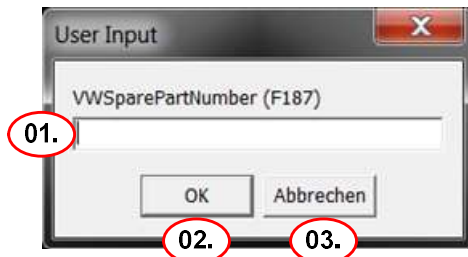 User Input
VWSparePartNumber (F187)
01.
OK Abbrechen
02. 03.